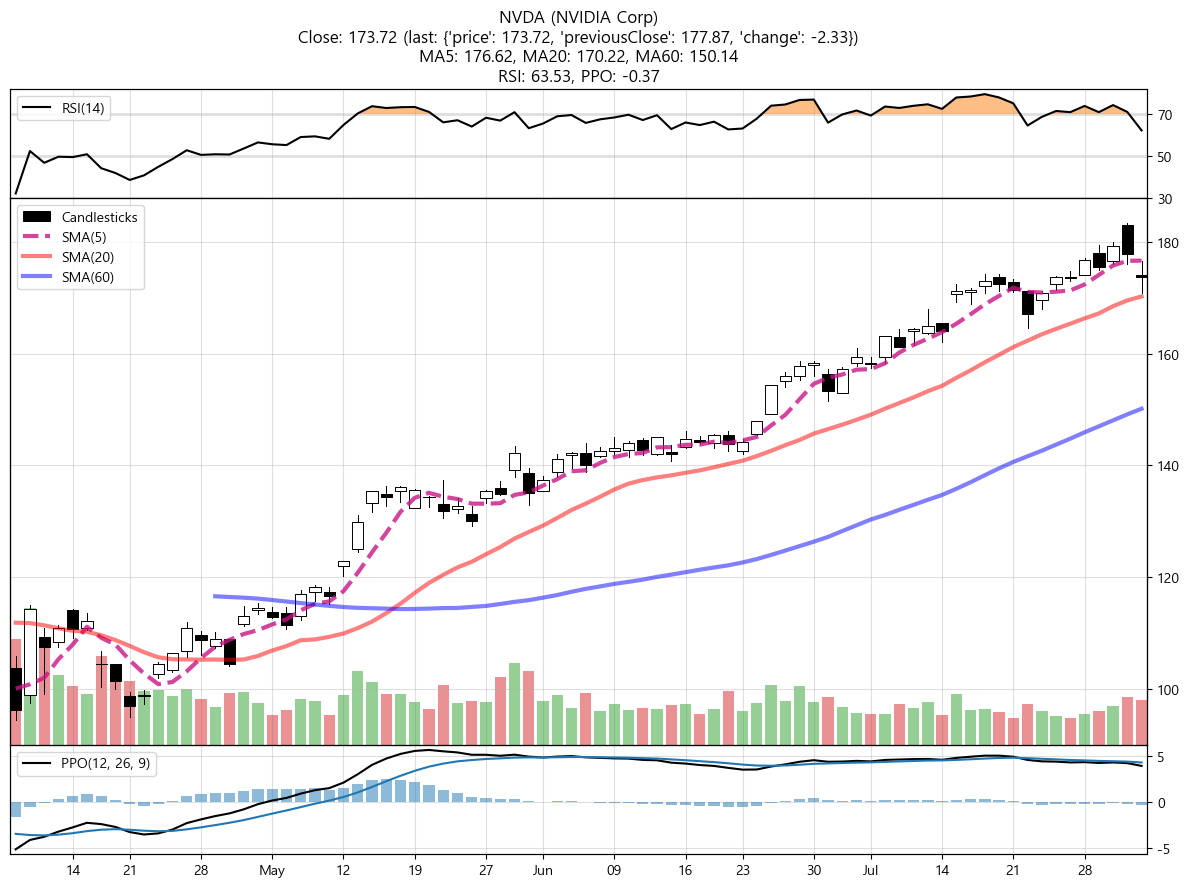 NVDA (NVIDIA Corp)
Close: 173.72 (last: {'price': 173.72, 'previousClose': 177.87, 'change': -2.33})
MA5: 176.62, MA20: 170.22, MA60: 150.14
RSI: 63.53, PPO: -0.37
RSI(14)
70
50
30
Candlesticks
SMA(5)
SMA(20)
SMA(60)
180
160
140
120
100
PPO(12, 26, 9)
5
0
-5
14 21 28 May 12 19 27 Jun 09 16 23 30 Jul 14 21 28